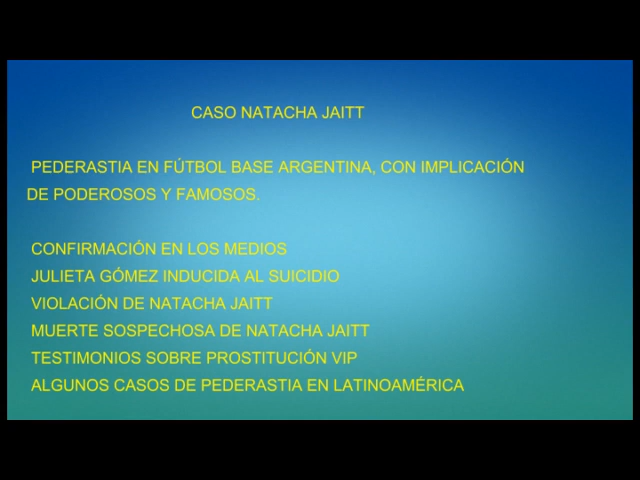 CASO NATACHA JAITT
PEDERASTIA EN FÚTBOL BASE ARGENTINA, CON IMPLICACIÓN
DE PODEROSOS Y FAMOSOS.
CONFIRMACIÓN EN LOS MEDIOS
JULIETA GÓMEZ INDUCIDA AL SUICIDIO
VIOLACIÓN DE NATACHA JAITT
MUERTE SOSPECHOSA DE NATACHA JAITT
TESTIMONIOS SOBRE PROSTITUCIÓN VIP
ALGUNOS CASOS DE PEDERASTIA EN LATINOAMÉRICA